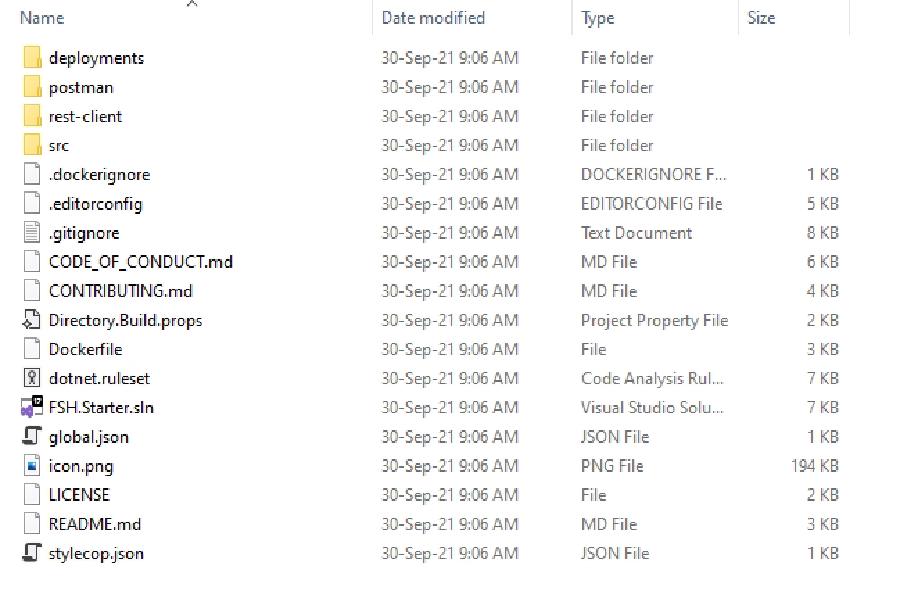 Name Date modified Type Size
deployments 30-Sep-21 9:06 AM File folder
postman 30-Sep-21 9:06 AM File folder
rest-client 30-Sep-21 9:06 AM File folder
src 30-Sep-21 9:06 AM File folder
.dockerignore 30-Sep-21 9:06 AM DOCKERIGNORE F... 1 KB
.editorconfig 30-Sep-21 9:06 AM EDITORCONFIG File 5 KB
.gitignore 30-Sep-21 9:06 AM Text Document 8 KB
CODE_OF_CONDUCT.md 30-Sep-21 9:06 AM MD File 6 KB
CONTRIBUTING.md 30-Sep-21 9:06 AM MD File 4 KB
Directory.Build.props 30-Sep-21 9:06 AM Project Property File 2 KB
Dockerfile 30-Sep-21 9:06 AM File 3 KB
dotnet.ruleset 30-Sep-21 9:06 AM Code Analysis Rul... 7 KB
FSH.Starter.sln 30-Sep-21 9:06 AM Visual Studio Solu... 7 KB
global.json 30-Sep-21 9:06 AM JSON File 1 KB
icon.png 30-Sep-21 9:06 AM PNG File 194 KB
LICENSE 30-Sep-21 9:06 AM File 2 KB
README.md 30-Sep-21 9:06 AM MD File 3 KB
stylecop.json 30-Sep-21 9:06 AM JSON File 1 KB